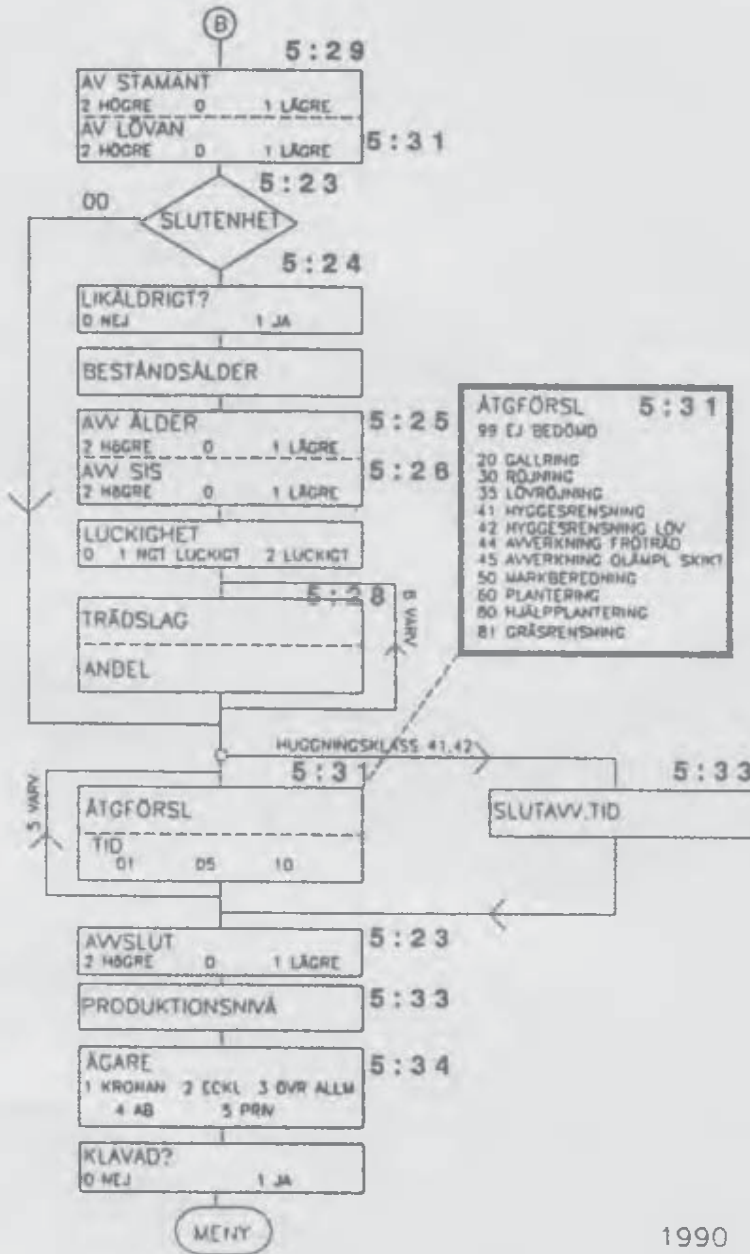 B
5:29
AV STAMANT
2 HÖGRE 0 1 LÄGRE
AV LÖVAN
2 HÖGRE 0 1 LÄGRE
5:31
5:23
00
SLUTENHET
5:24
LIKÅLDRIGT?
0 NEJ 1 JA
BESTÅNDSÅLDER
AVV ÅLDER
5:25
2 HÖGRE 0 1 LÄGRE
AVV SIS
5:26
2 HÖGRE 0 1 LÄGRE
LUCKIGHET
0 1 NGT LUCKIGT 2 LUCKIGT
5:28
TRÄDSLAG
ANDEL
VARV
ÅTGFÖRSL 5:31
99 EJ BEDÖMD
20 GALLRING
30 RÖJNING
35 LÖVRÖJNING
41 HYGGESRENSNING
42 HYGGESRENSNING LÖV
44 AVVERKNING FRÖTRÄD
45 AVVERKNING OLÄMPL SKIKT
50 MARKBEREDNING
60 PLANTERING
80 HJÄLPPLANTERING
81 GRÄSRENSNING
HUGGNINGSKLASS 41,42
5:31
5 VARV
ÅTGFÖRSL
TID
01 05 10
5:33
SLUTAVV.TID
AVVSLUT
5:23
2 HÖGRE 0 1 LÄGRE
PRODUKTIONSNIVÅ
5:33
ÄGARE
5:34
1 KRONAN 2 ECKL 3 ÖVR ALLM
4 AB 5 PRIV
KLAVAD?
0 NEJ 1 JA
MENY
1990